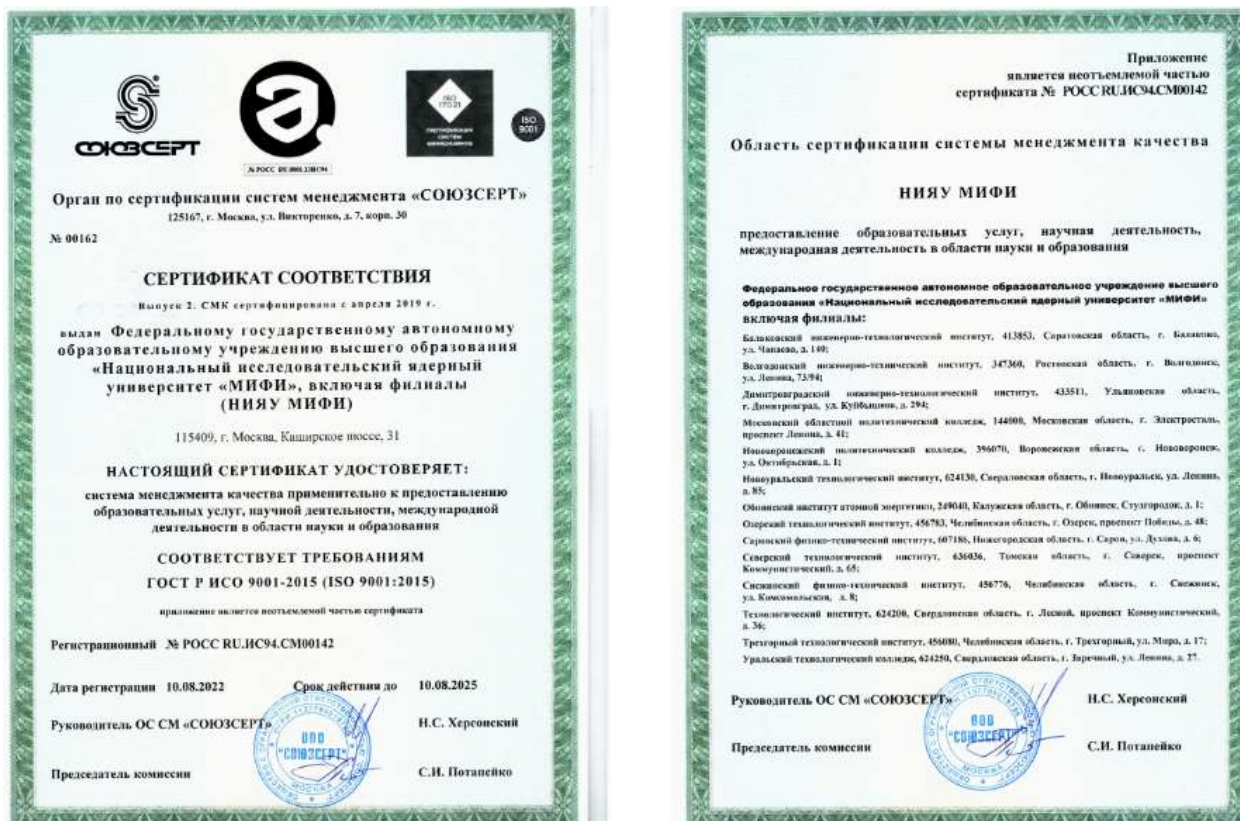 СОЮЗСЕРТ
ISO 17021
сертификация
систем
менеджмента
ISO
9001
Орган по сертификации систем менеджмента «СОЮЗСЕРТ»
125167, г. Москва, ул. Викторенко, д. 7, корп. 30
№ 00162
СЕРТИФИКАТ СООТВЕТСТВИЯ
Выпуск 2. СМК сертифицирована с апреля 2019 г.
выдан Федеральному государственному автономному
образовательному учреждению высшего образования
«Национальный исследовательский ядерный
университет «МИФИ», включая филиалы
(НИЯУ МИФИ)
115409, г. Москва, Каширское шоссе, 31
НАСТОЯЩИЙ СЕРТИФИКАТ УДОСТОВЕРЯЕТ:
система менеджмента качества применительно к предоставлению
образовательных услуг, научной деятельности, международной
деятельности в области науки и образования
СООТВЕТСТВУЕТ ТРЕБОВАНИЯМ
ГОСТ Р ИСО 9001-2015 (ISO 9001:2015)
приложение является неотъемлемой частью сертификата
Регистрационный № РОСС RU.ИС94.СМ00142
Дата регистрации 10.08.2022 Срок действия до 10.08.2025
Руководитель ОС СМ «СОЮЗСЕРТ» Н.С. Херсонский
Председатель комиссии С.И. Потапейко
ООО
"СОЮЗСЕРТ"
МОСКВА
Приложение
является неотъемлемой частью
сертификата № РОСС RU.ИС94.СМ00142
Область сертификации системы менеджмента качества
НИЯУ МИФИ
предоставление образовательных услуг, научная деятельность,
международная деятельность в области науки и образования
Федеральное государственное автономное образовательное учреждение высшего
образования «Национальный исследовательский ядерный университет «МИФИ»
включая филиалы:
Балаковский инженерно-технологический институт, 413853, Саратовская область, г. Балаково,
ул. Чапаева, д. 140;
Волгодонский инженерно-технический институт, 347360, Ростовская область, г. Волгодонск,
ул. Ленина, 73/94;
Димитровградский инженерно-технологический институт, 433511, Ульяновская область,
г. Димитровград, ул. Куйбышева, д. 294;
Московский областной политехнический колледж, 144000, Московская область, г. Электросталь,
проспект Ленина, д. 41;
Нововоронежский политехнический колледж, 396070, Воронежская область, г. Нововоронеж,
ул. Октябрьская, д. 1;
Новоуральский технологический институт, 624130, Свердловская область, г. Новоуральск, ул. Ленина,
д. 85;
Обнинский институт атомной энергетики, 249040, Калужская область, г. Обнинск, Студгородок, д. 1;
Озерский технологический институт, 456783, Челябинская область, г. Озерск, проспект Победы, д. 48;
Саровский физико-технический институт, 607186, Нижегородская область, г. Саров, ул. Духова, д. 6;
Северский технологический институт, 636036, Томская область, г. Северск, проспект
Коммунистический, д. 65;
Снежинский физико-технический институт, 456776, Челябинская область, г. Снежинск,
ул. Комсомольская, д. 8;
Технологический институт, 624200, Свердловская область, г. Лесной, проспект Коммунистический,
д. 36;
Трехгорный технологический институт, 456080, Челябинская область, г. Трехгорный, ул. Мира, д. 17;
Уральский технологический колледж, 624250, Свердловская область, г. Заречный, ул. Ленина, д. 27.
Руководитель ОС СМ «СОЮЗСЕРТ» Н.С. Херсонский
Председатель комиссии С.И. Потапейко
ООО
"СОЮЗСЕРТ"
МОСКВА